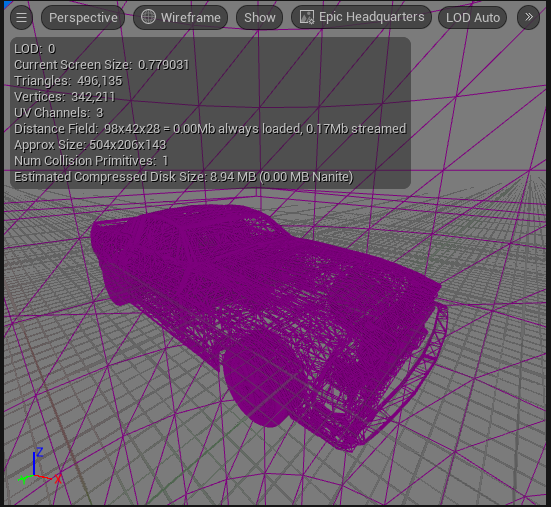 Perspective Wireframe Show Epic Headquarters LOD Auto
LOD: 0
Current Screen Size: 0.779031
Triangles: 496,135
Vertices: 342,211
UV Channels: 3
Distance Field: 98x42x28 = 0.00Mb always loaded, 0.17Mb streamed
Approx Size: 504x206x143
Num Collision Primitives: 1
Estimated Compressed Disk Size: 8.94 MB (0.00 MB Nanite)
Z
Y X